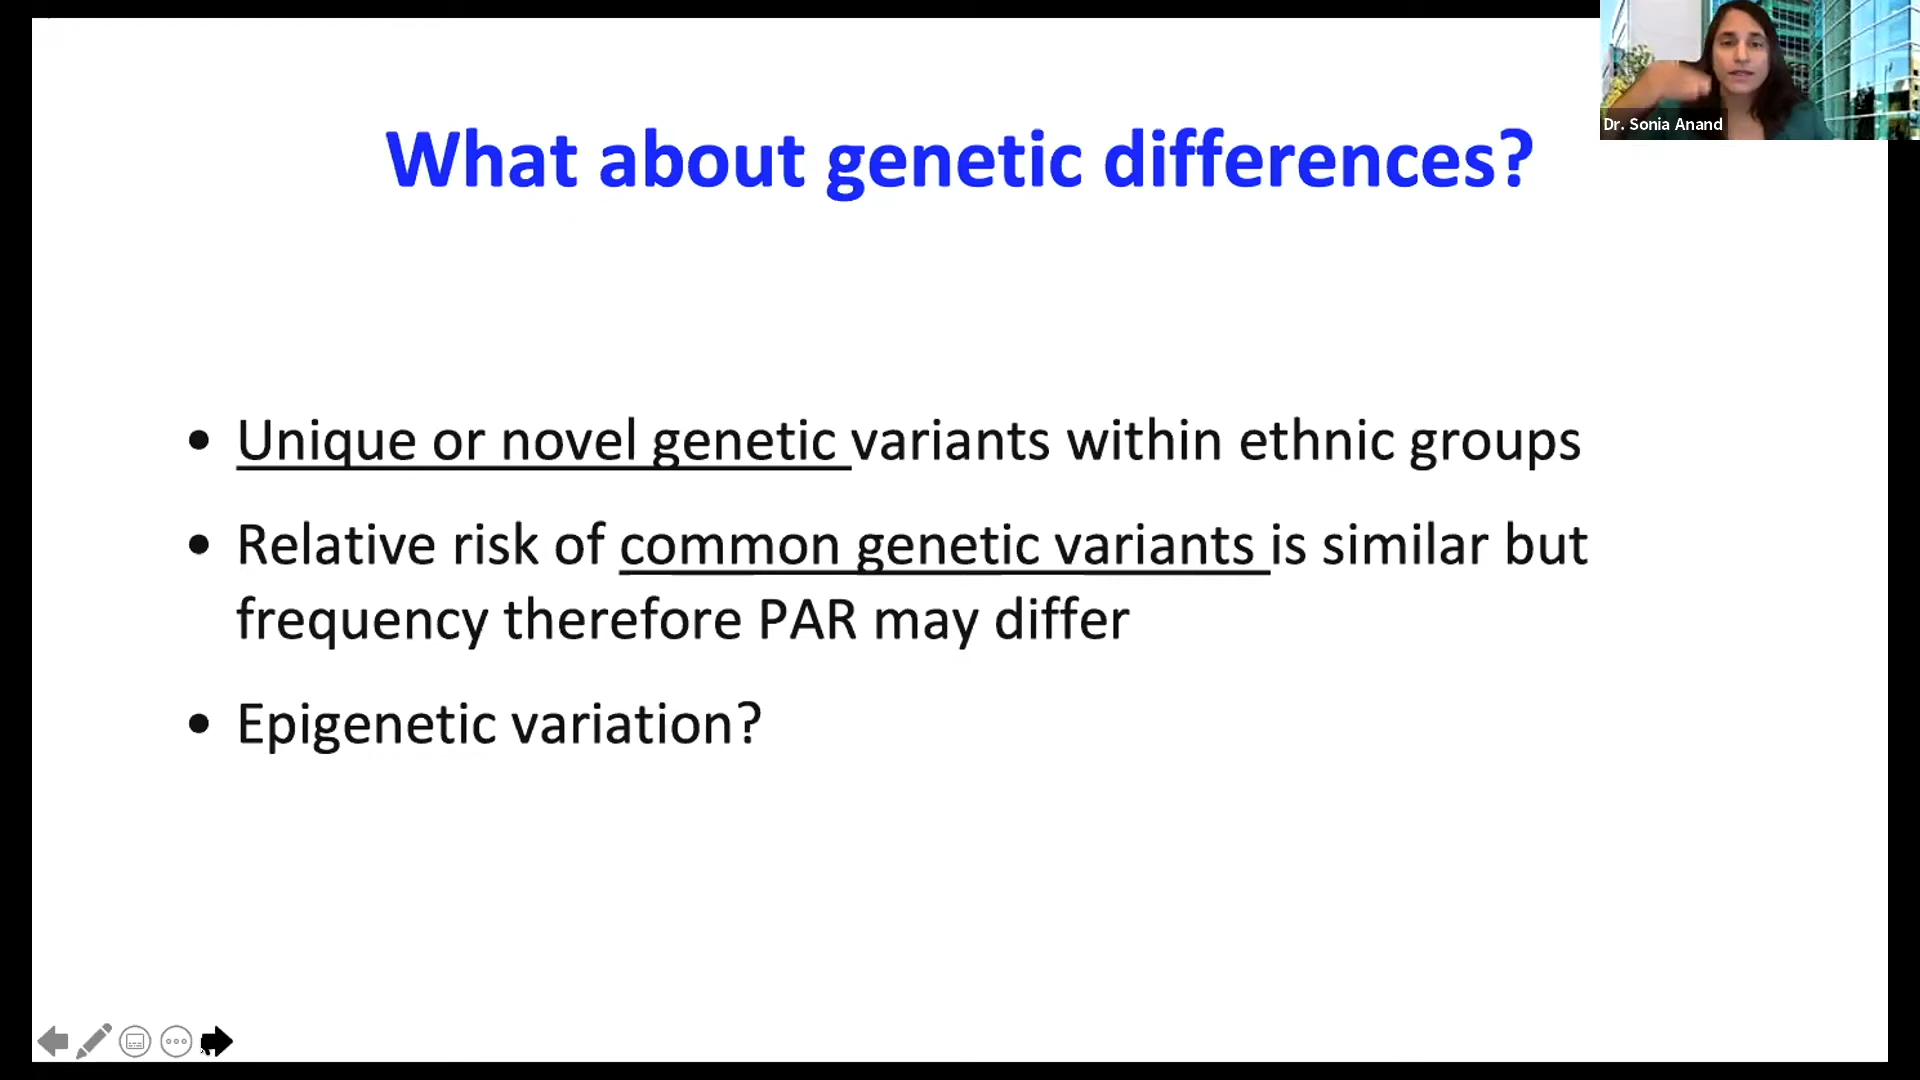 What about genetic differences?
Dr. Sonia Anand
• Unique or novel genetic variants within ethnic groups
• Relative risk of common genetic variants is similar but
frequency therefore PAR may differ
• Epigenetic variation?